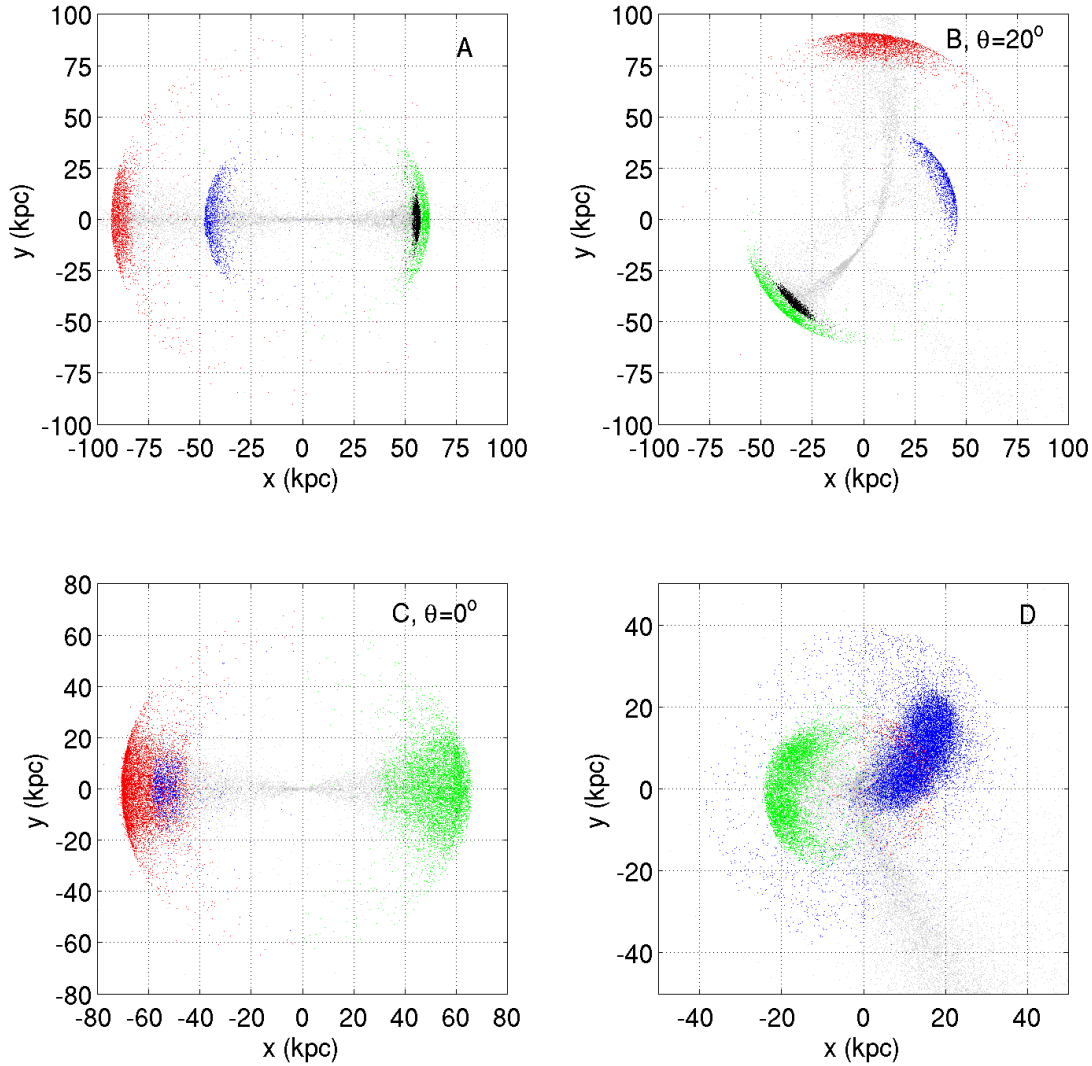 A
100
75
50
25
0
-25
-50
-75
-100
y (kpc)
-100 -75 -50 -25 0 25 50 75 100
x (kpc)
B, θ=20°
100
75
50
25
0
-25
-50
-75
-100
y (kpc)
-100 -75 -50 -25 0 25 50 75 100
x (kpc)
C, θ=0°
80
60
40
20
0
-20
-40
-60
-80
y (kpc)
-80 -60 -40 -20 0 20 40 60 80
x (kpc)
D
40
20
0
-20
-40
y (kpc)
-40 -20 0 20 40
x (kpc)